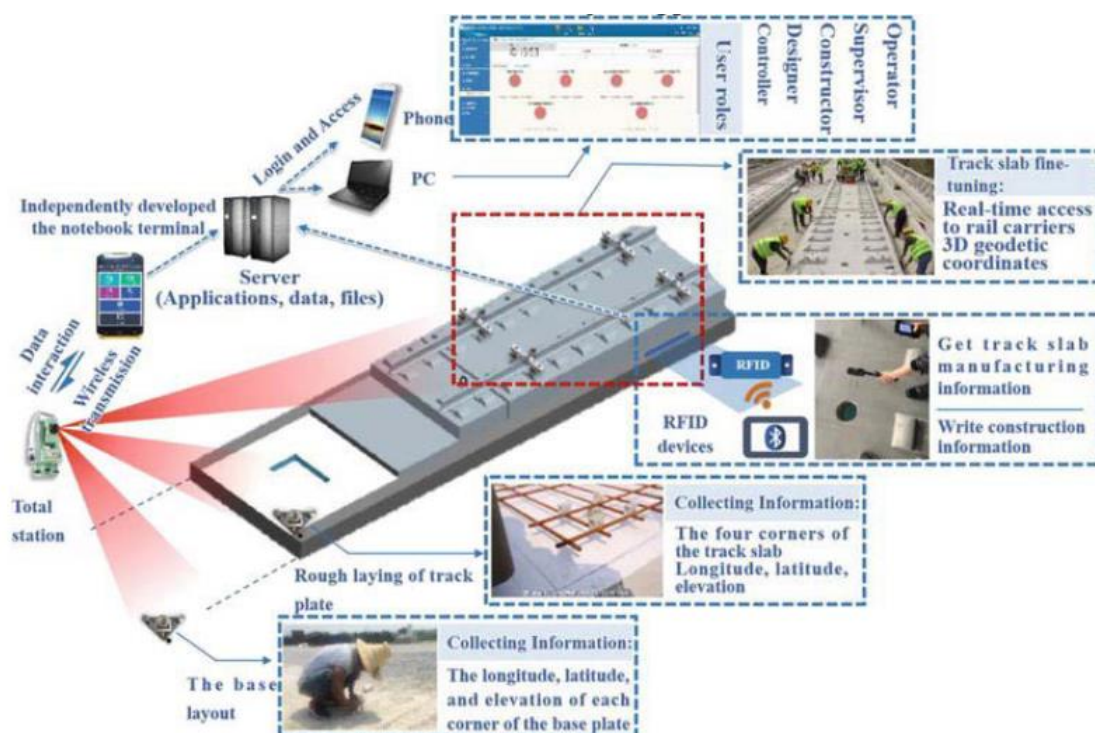 Phone
PC
Login and Access
Independently developed
the notebook terminal
Server
(Applications, data, files)
Data
interaction
Wireless
transmission
Total
station
User roles
Controller
Designer
Constructor
Supervisor
Operator
Track slab fine-
tuning:
Real-time access
to rail carriers
3D geodetic
coordinates
RFID
RFID
devices
Get track slab
manufacturing
information
Write construction
information
Rough laying of track
plate
Collecting Information:
The four corners of
the track slab
Longitude, latitude,
elevation
The base
layout
Collecting Information:
The longitude, latitude,
and elevation of each
corner of the base plate